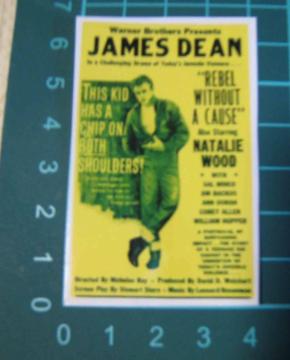 Warner Brothers Presents
JAMES DEAN
In a Challenging Drama of Today's Juvenile
"REBEL
WITHOUT
A CAUSE"
THIS KID
HAS A
CHIP ON
BOTH
SHOULDERS!
Also Starring
NATALIE
WOOD
WITH
SAL MINEO
JIM BACKUS
ANN DORAN
COREY ALLEN
WILLIAM HOPPER
Directed By Nicholas Ray - Produced By David D. Weisbart
Screen Play By Stewart Stern - Music By Leonard Rosenman
7
6
5
4
3
2
1
0
0 1 2 3 4